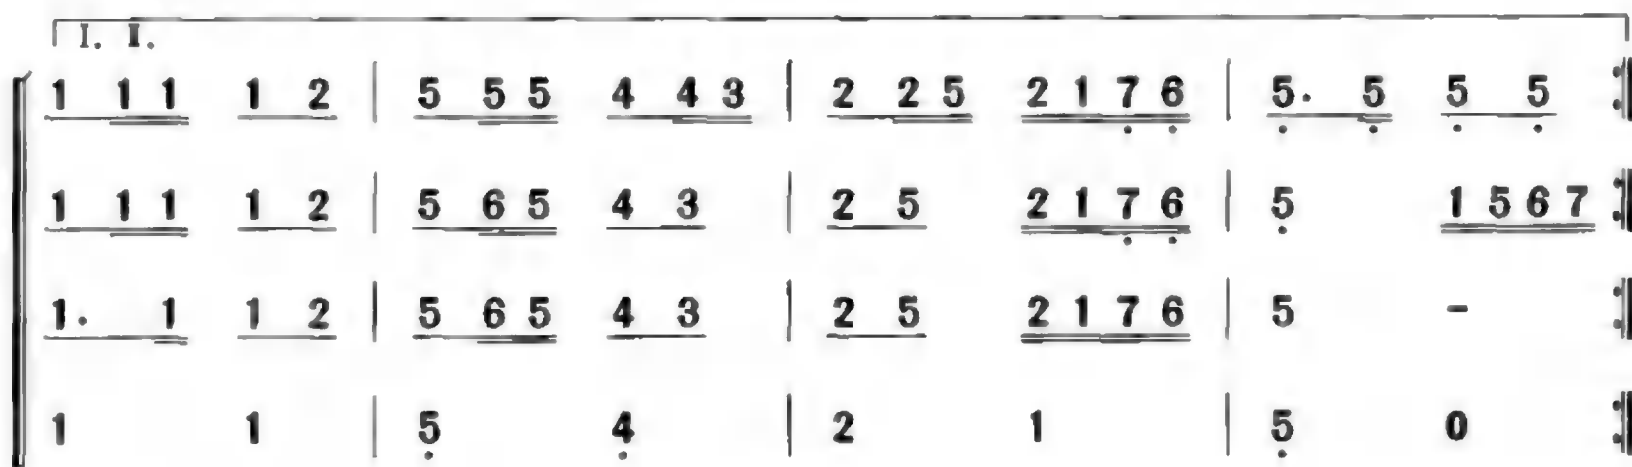 I. II.
1 1 1 1 2 | 5 5 5 4 4 3 | 2 2 5 2 1 7̣ 6̣ | 5̣. 5̣ 5̣ 5̣ :|
1 1 1 1 2 | 5 6 5 4 3 | 2 5 2 1 7̣ 6̣ | 5̣ 1 5 6 7 :|
1. 1 1 2 | 5 6 5 4 3 | 2 5 2 1 7 6 | 5 - :|
1 1 | 5̣ 4̣ | 2 1 | 5̣ 0 :|